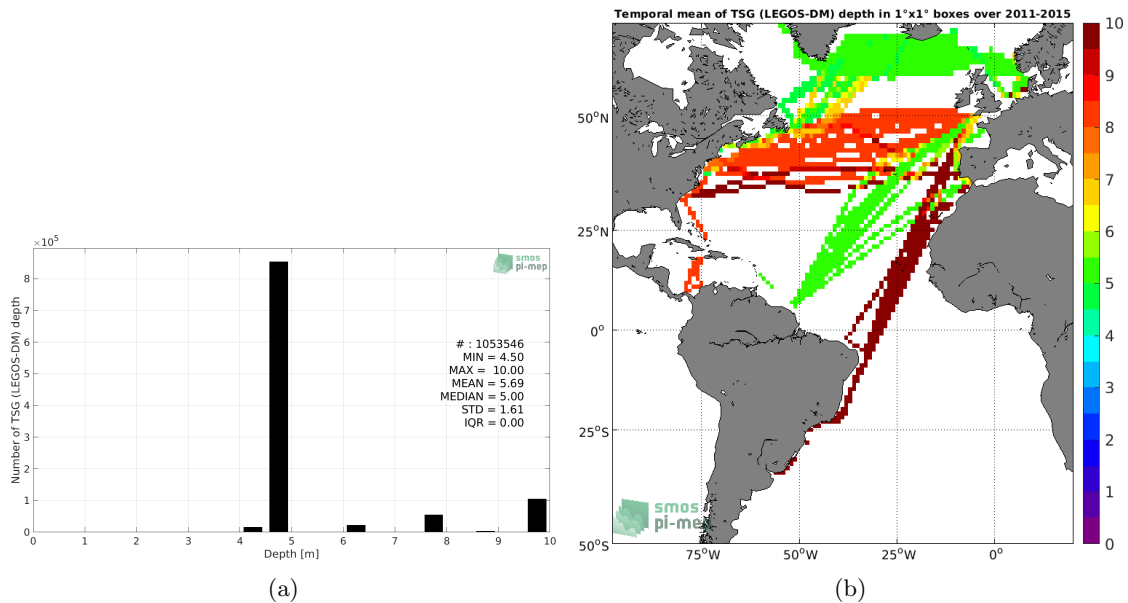 Temporal mean of TSG (LEGOS-DM) depth in 1°x1° boxes over 2011-2015
×10⁵
8
7
6
5
4
3
2
1
0
Number of TSG (LEGOS-DM) depth
smos
pi-mep
# : 1053546
MIN = 4.50
MAX = 10.00
MEAN = 5.69
MEDIAN = 5.00
STD = 1.61
IQR = 0.00
0 1 2 3 4 5 6 7 8 9 10
Depth [m]
(a)
50°N
25°N
0°
25°S
50°S
75°W 50°W 25°W 0°
smos
pi-mep
10
9
8
7
6
5
4
3
2
1
0
(b)